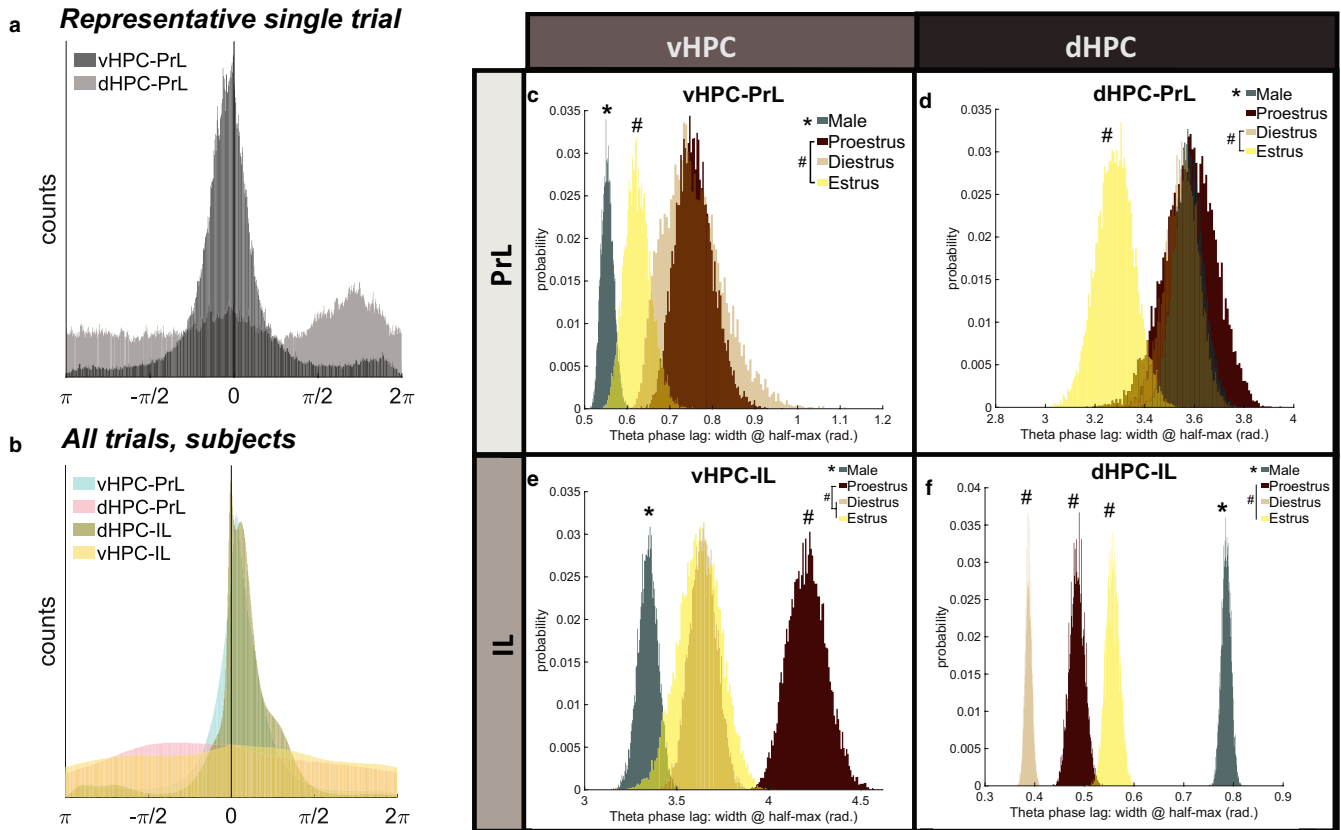 a
Representative single trial
vHPC-PrL
dHPC-PrL
counts
π -π/2 0 π/2 2π
b
All trials, subjects
vHPC-PrL
dHPC-PrL
dHPC-IL
vHPC-IL
counts
π -π/2 0 π/2 2π
vHPC
dHPC
PrL
IL
c
vHPC-PrL
* Male
Proestrus
# Diestrus
Estrus
*
#
0.035
0.03
0.025
0.02
0.015
0.01
0.005
0
probability
0.5 0.6 0.7 0.8 0.9 1 1.1 1.2
Theta phase lag: width @ half-max (rad.)
d
dHPC-PrL
* Male
Proestrus
# Diestrus
Estrus
#
0.035
0.03
0.025
0.02
0.015
0.01
0.005
0
probability
2.8 3 3.2 3.4 3.6 3.8 4
Theta phase lag: width @ half-max (rad.)
e
vHPC-IL
* Male
Proestrus
# Diestrus
Estrus
*
#
0.035
0.03
0.025
0.02
0.015
0.01
0.005
0
probability
3 3.5 4 4.5
Theta phase lag: width @ half-max (rad.)
f
dHPC-IL
* Male
Proestrus
# Diestrus
Estrus
# # # *
0.04
0.035
0.03
0.025
0.02
0.015
0.01
0.005
0
probability
0.3 0.4 0.5 0.6 0.7 0.8 0.9
Theta phase lag: width @ half-max (rad.)